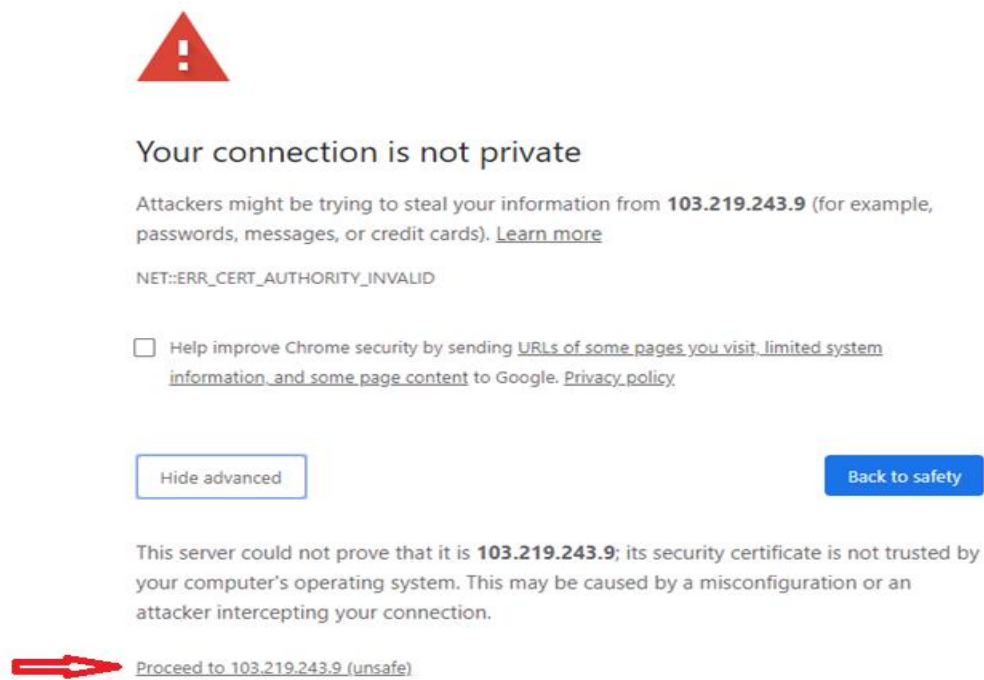 Your connection is not private
Attackers might be trying to steal your information from 103.219.243.9 (for example,
passwords, messages, or credit cards). Learn more
NET::ERR_CERT_AUTHORITY_INVALID
Help improve Chrome security by sending URLs of some pages you visit, limited system
information, and some page content to Google. Privacy policy
Hide advanced
Back to safety
This server could not prove that it is 103.219.243.9; its security certificate is not trusted by
your computer's operating system. This may be caused by a misconfiguration or an
attacker intercepting your connection.
Proceed to 103.219.243.9 (unsafe)